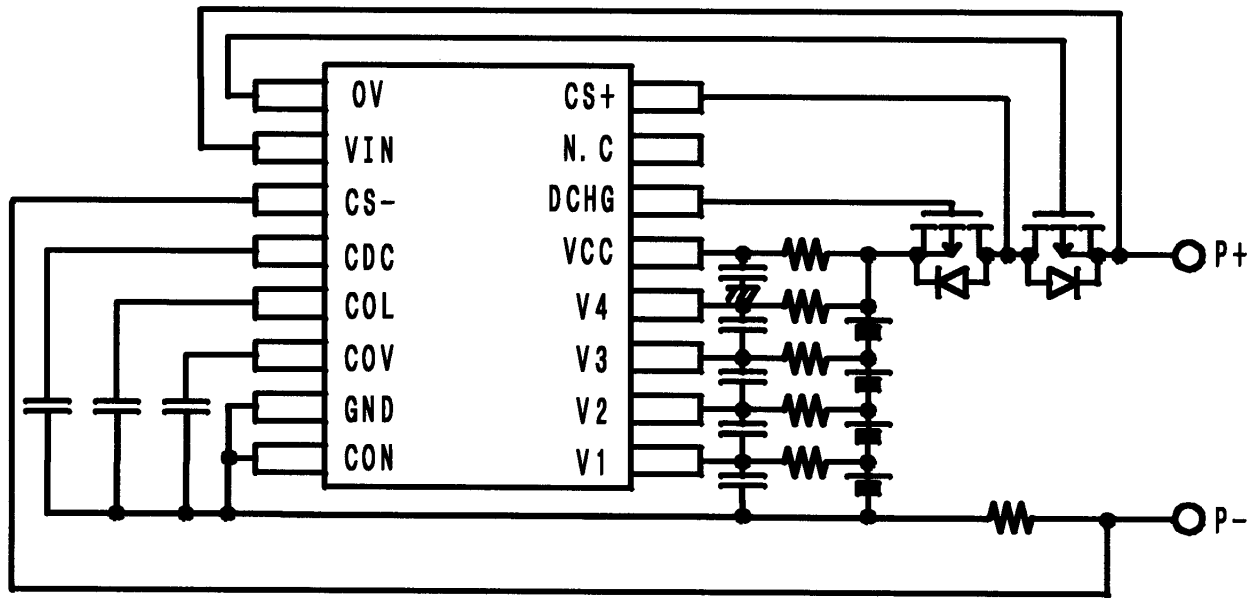 OV
VIN
CS-
CDC
COL
COV
GND
CON
CS+
N.C
DCHG
VCC
V4
V3
V2
V1
P+
P-